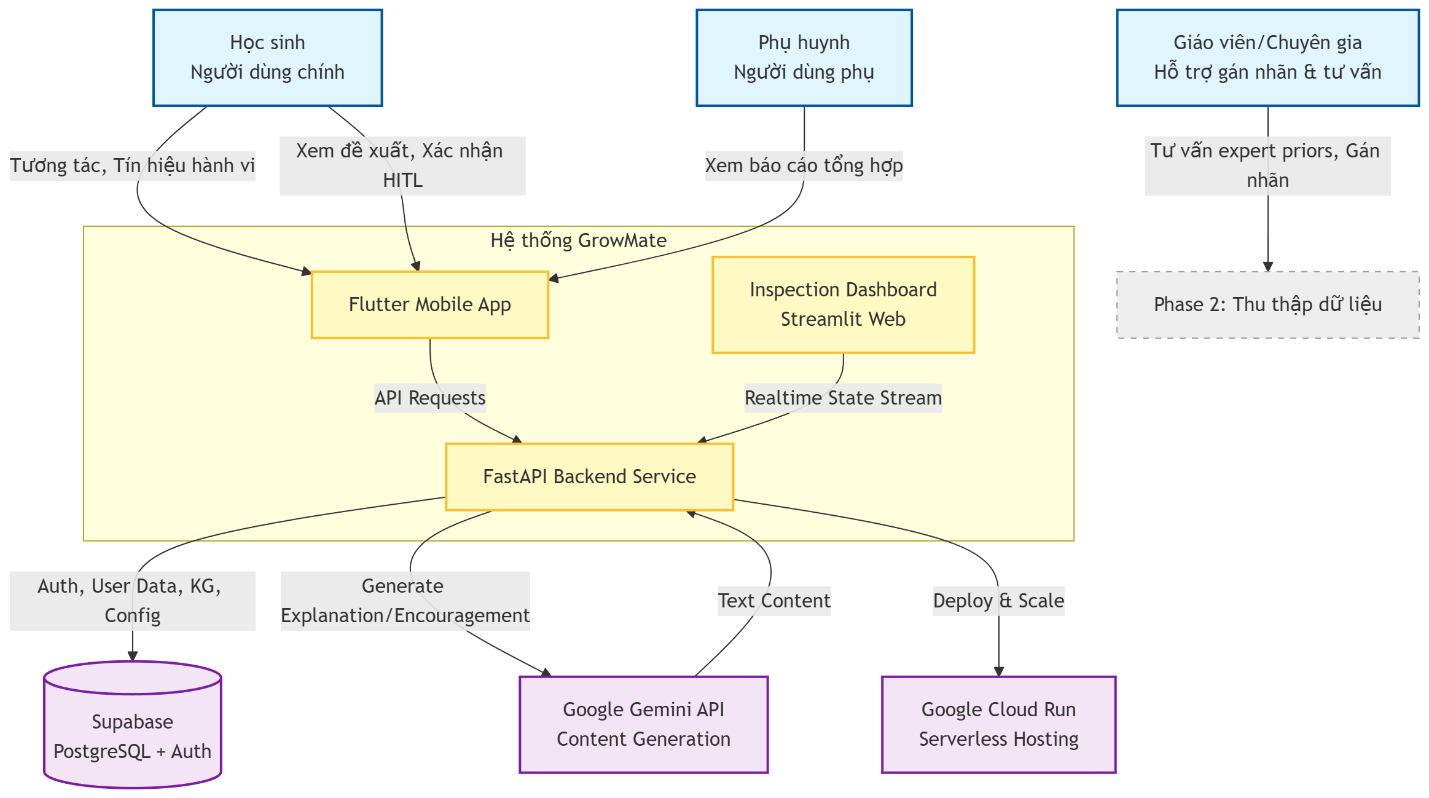 Học sinh
Người dùng chính
Phụ huynh
Người dùng phụ
Giáo viên/Chuyên gia
Hỗ trợ gán nhãn & tư vấn
Tương tác, Tín hiệu hành vi
Xem đề xuất, Xác nhận
HITL
Xem báo cáo tổng hợp
Tư vấn expert priors, Gán
nhãn
Hệ thống GrowMate
Flutter Mobile App
Inspection Dashboard
Streamlit Web
Phase 2: Thu thập dữ liệu
API Requests
Realtime State Stream
FastAPI Backend Service
Auth, User Data, KG,
Config
Generate
Explanation/Encouragement
Text Content
Deploy & Scale
Supabase
PostgreSQL + Auth
Google Gemini API
Content Generation
Google Cloud Run
Serverless Hosting